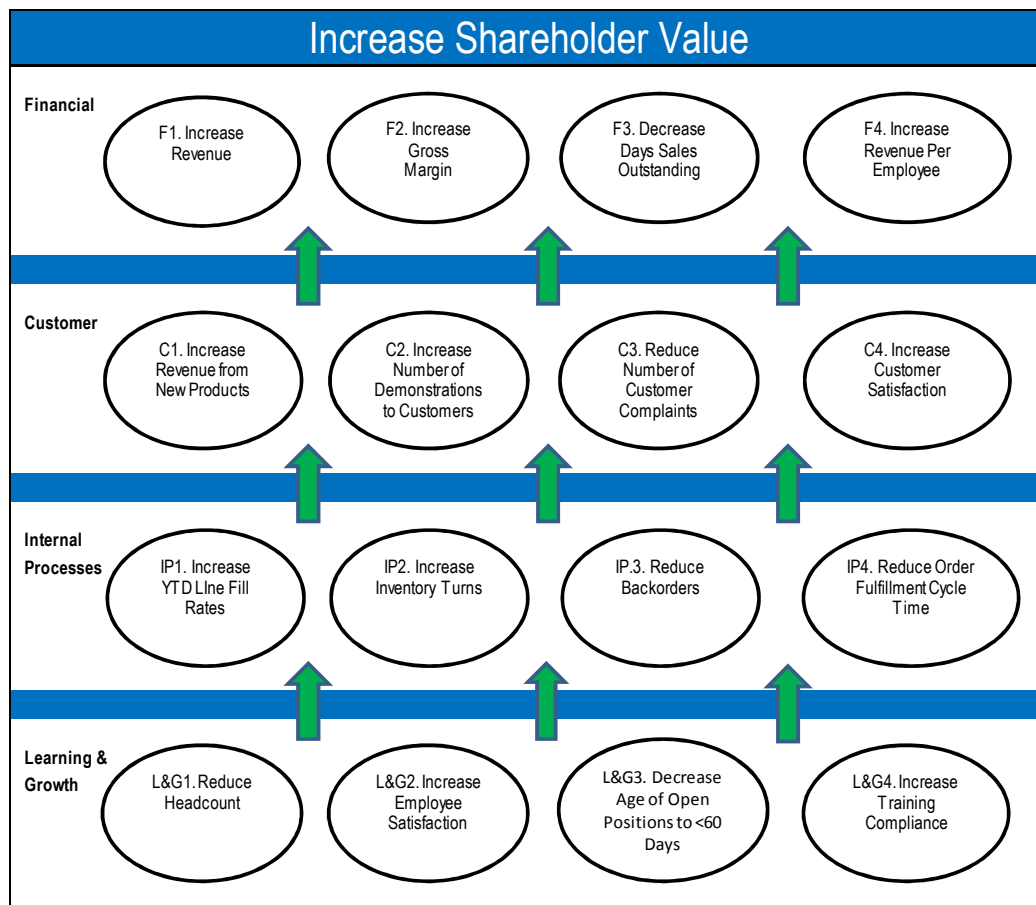 Increase Shareholder Value
Financial
F1. Increase
Revenue
F2. Increase
Gross
Margin
F3. Decrease
Days Sales
Outstanding
F4. Increase
Revenue Per
Employee
Customer
C1. Increase
Revenue from
New Products
C2. Increase
Number of
Demonstrations
to Customers
C3. Reduce
Number of
Customer
Complaints
C4. Increase
Customer
Satisfaction
Internal
Processes
IP1. Increase
YTD LIne Fill
Rates
IP2. Increase
Inventory Turns
IP.3. Reduce
Backorders
IP4. Reduce Order
Fulfillment Cycle
Time
Learning &
Growth
L&G1. Reduce
Headcount
L&G2. Increase
Employee
Satisfaction
L&G3. Decrease
Age of Open
Positions to <60
Days
L&G4. Increase
Training
Compliance